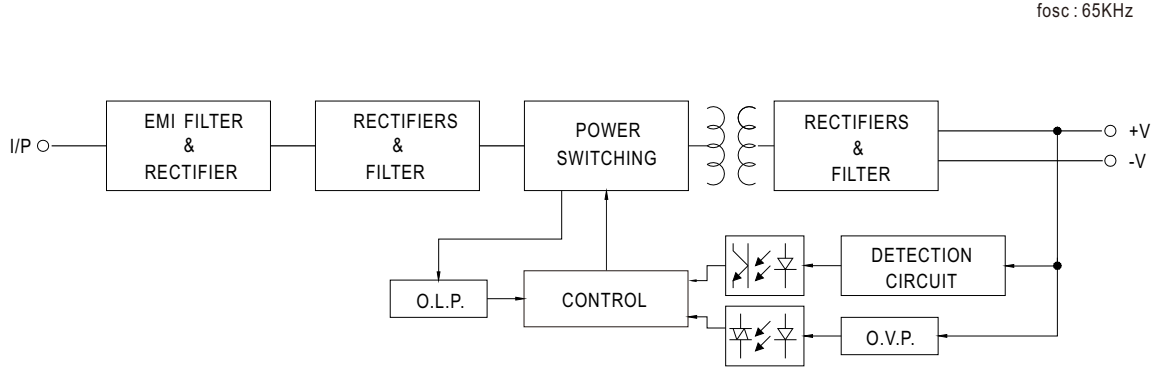 fosc : 65KHz
I/P
EMI FILTER
&
RECTIFIER
RECTIFIERS
&
FILTER
POWER
SWITCHING
RECTIFIERS
&
FILTER
+V
-V
DETECTION
CIRCUIT
O.L.P.
CONTROL
O.V.P.